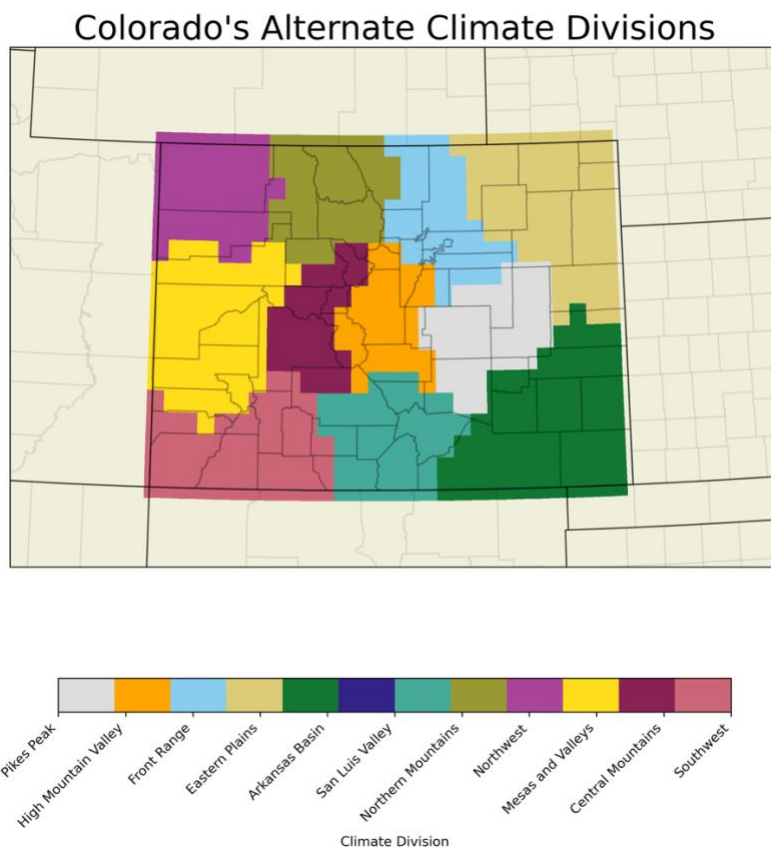 Colorado's Alternate Climate Divisions
Pikes Peak
High Mountain Valley
Front Range
Eastern Plains
Arkansas Basin
San Luis Valley
Northern Mountains
Northwest
Mesas and Valleys
Central Mountains
Southwest
Climate Division